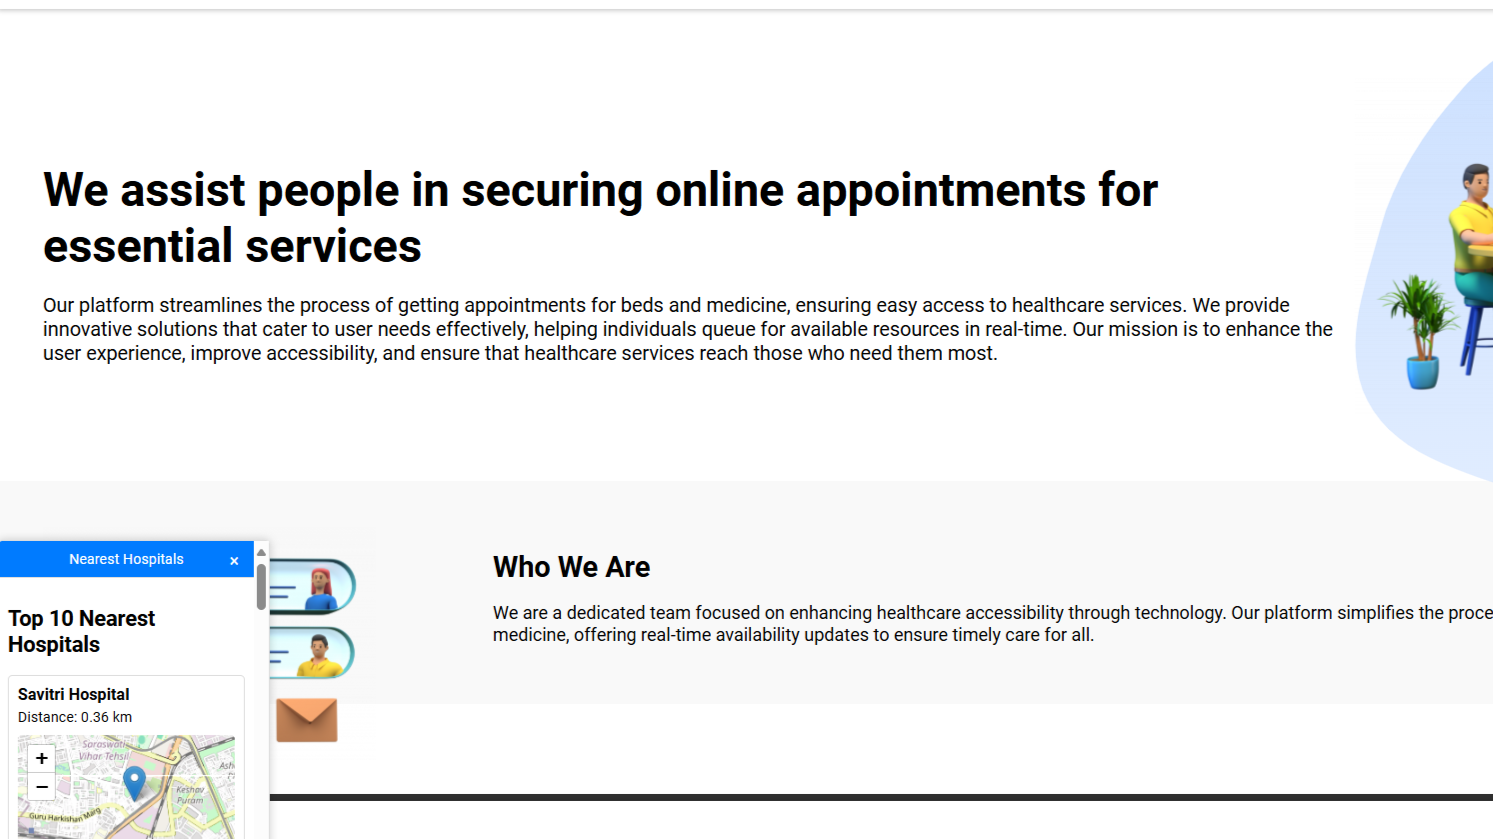 We assist people in securing online appointments for
essential services
Our platform streamlines the process of getting appointments for beds and medicine, ensuring easy access to healthcare services. We provide
innovative solutions that cater to user needs effectively, helping individuals queue for available resources in real-time. Our mission is to enhance the
user experience, improve accessibility, and ensure that healthcare services reach those who need them most.
Who We Are
We are a dedicated team focused on enhancing healthcare accessibility through technology. Our platform simplifies the proce
medicine, offering real-time availability updates to ensure timely care for all.
Nearest Hospitals ×
Top 10 Nearest
Hospitals
Savitri Hospital
Distance: 0.36 km
+
−
Saraswati
Vihar Tehsil
Ash
Keshav
Puram
Guru Harkishan Marg